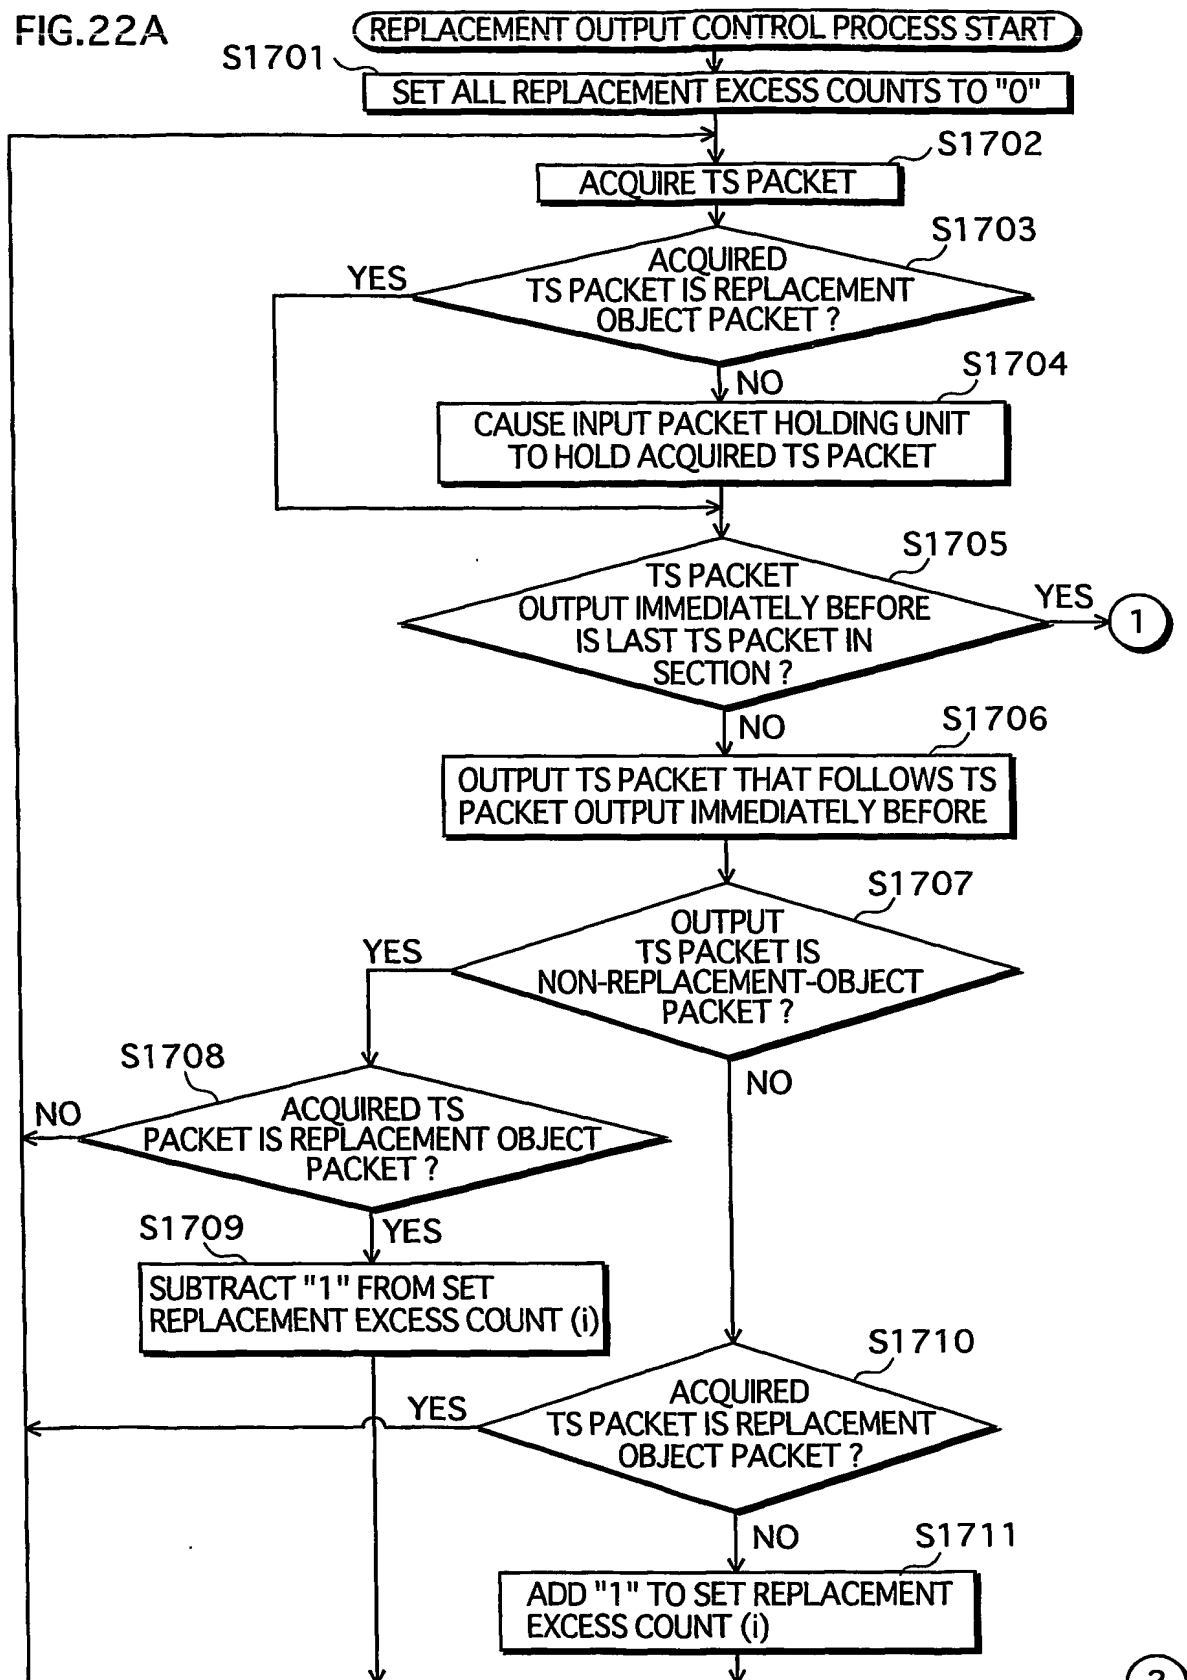 FIG.22A
REPLACEMENT OUTPUT CONTROL PROCESS START
S1701
SET ALL REPLACEMENT EXCESS COUNTS TO "0"
S1702
ACQUIRE TS PACKET
S1703
ACQUIRED
TS PACKET IS REPLACEMENT
OBJECT PACKET ?
YES
NO
S1704
CAUSE INPUT PACKET HOLDING UNIT
TO HOLD ACQUIRED TS PACKET
S1705
TS PACKET
OUTPUT IMMEDIATELY BEFORE
IS LAST TS PACKET IN
SECTION ?
YES
1
NO
S1706
OUTPUT TS PACKET THAT FOLLOWS TS
PACKET OUTPUT IMMEDIATELY BEFORE
S1707
OUTPUT
TS PACKET IS
NON-REPLACEMENT-OBJECT
PACKET ?
YES
NO
S1708
ACQUIRED TS
PACKET IS REPLACEMENT OBJECT
PACKET ?
NO
YES
S1709
SUBTRACT "1" FROM SET
REPLACEMENT EXCESS COUNT (i)
S1710
ACQUIRED
TS PACKET IS REPLACEMENT
OBJECT PACKET ?
YES
NO
S1711
ADD "1" TO SET REPLACEMENT
EXCESS COUNT (i)